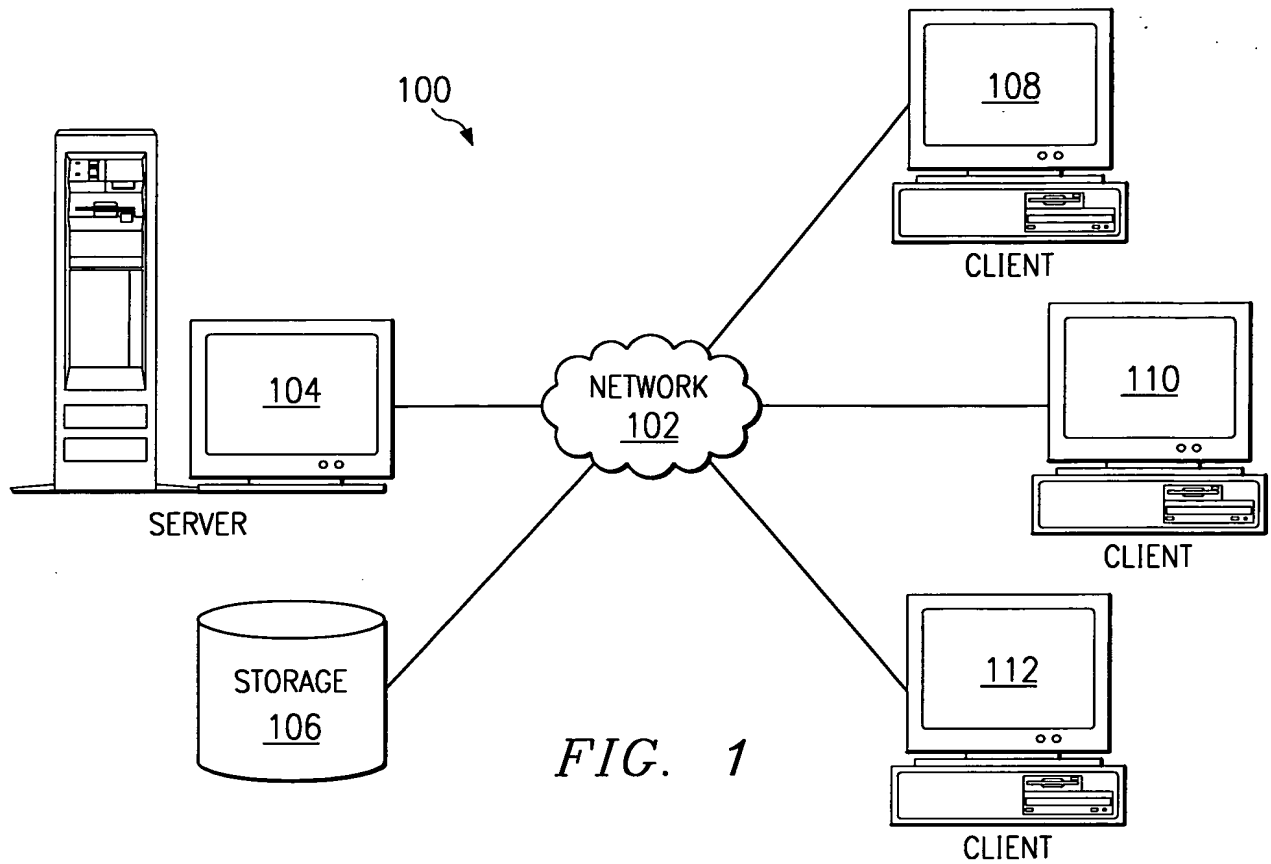 100
108
CLIENT
104
SERVER
NETWORK
102
110
CLIENT
STORAGE
106
112
CLIENT
FIG. 1